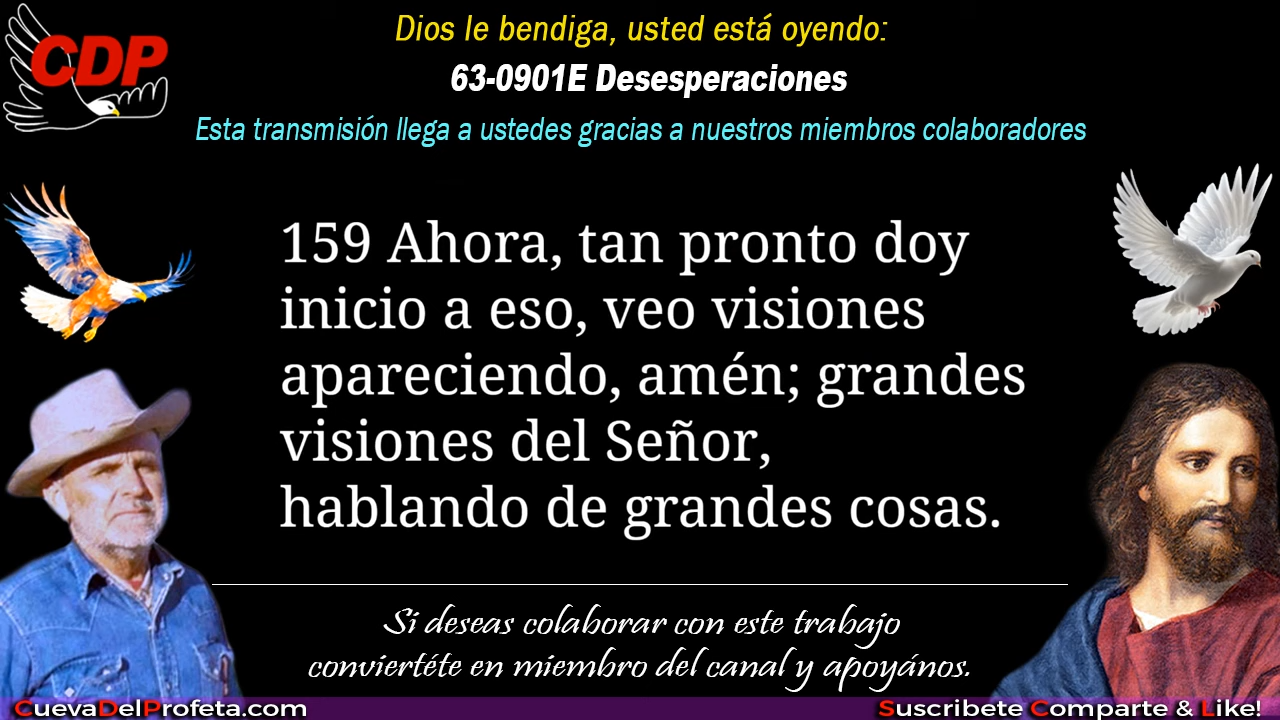 CDP
Dios le bendiga, usted está oyendo:
63-0901E Desesperaciones
Esta transmisión llega a ustedes gracias a nuestros miembros colaboradores
159 Ahora, tan pronto doy
inicio a eso, veo visiones
apareciendo, amén; grandes
visiones del Señor,
hablando de grandes cosas.
Si deseas colaborar con este trabajo
conviertéte en miembro del canal y apoyános.
CuevaDelProfeta.com
Suscribete Comparte & Like!